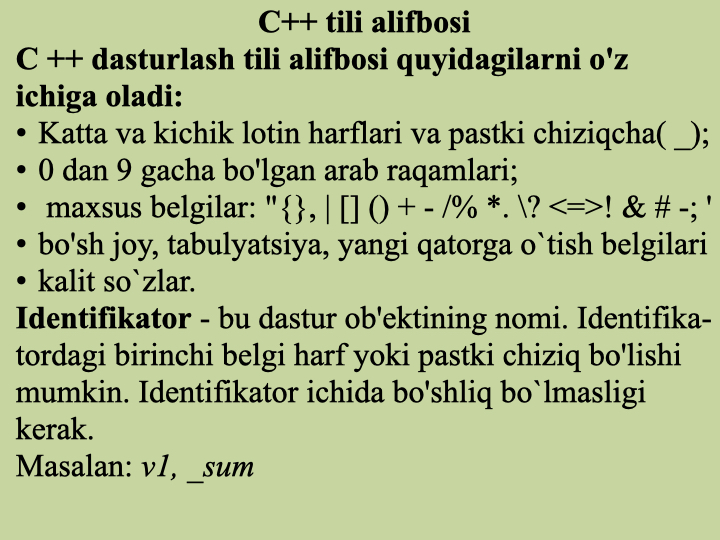 C++ tili alifbosi
C ++ dasturlash tili alifbosi quyidagilarni o'z
ichiga oladi:
• Katta va kichik lotin harflari va pastki chiziqcha( _);
• 0 dan 9 gacha bo'lgan arab raqamlari;
• maxsus belgilar: "{}, | [] () + - /% *. \? <=>! & # -; '
• bo'sh joy, tabulyatsiya, yangi qatorga o`tish belgilari
• kalit so`zlar.
Identifikator - bu dastur ob'ektining nomi. Identifika-
tordagi birinchi belgi harf yoki pastki chiziq bo'lishi
mumkin. Identifikator ichida bo'shliq bo`lmasligi
kerak.
Masalan: v1, _sum